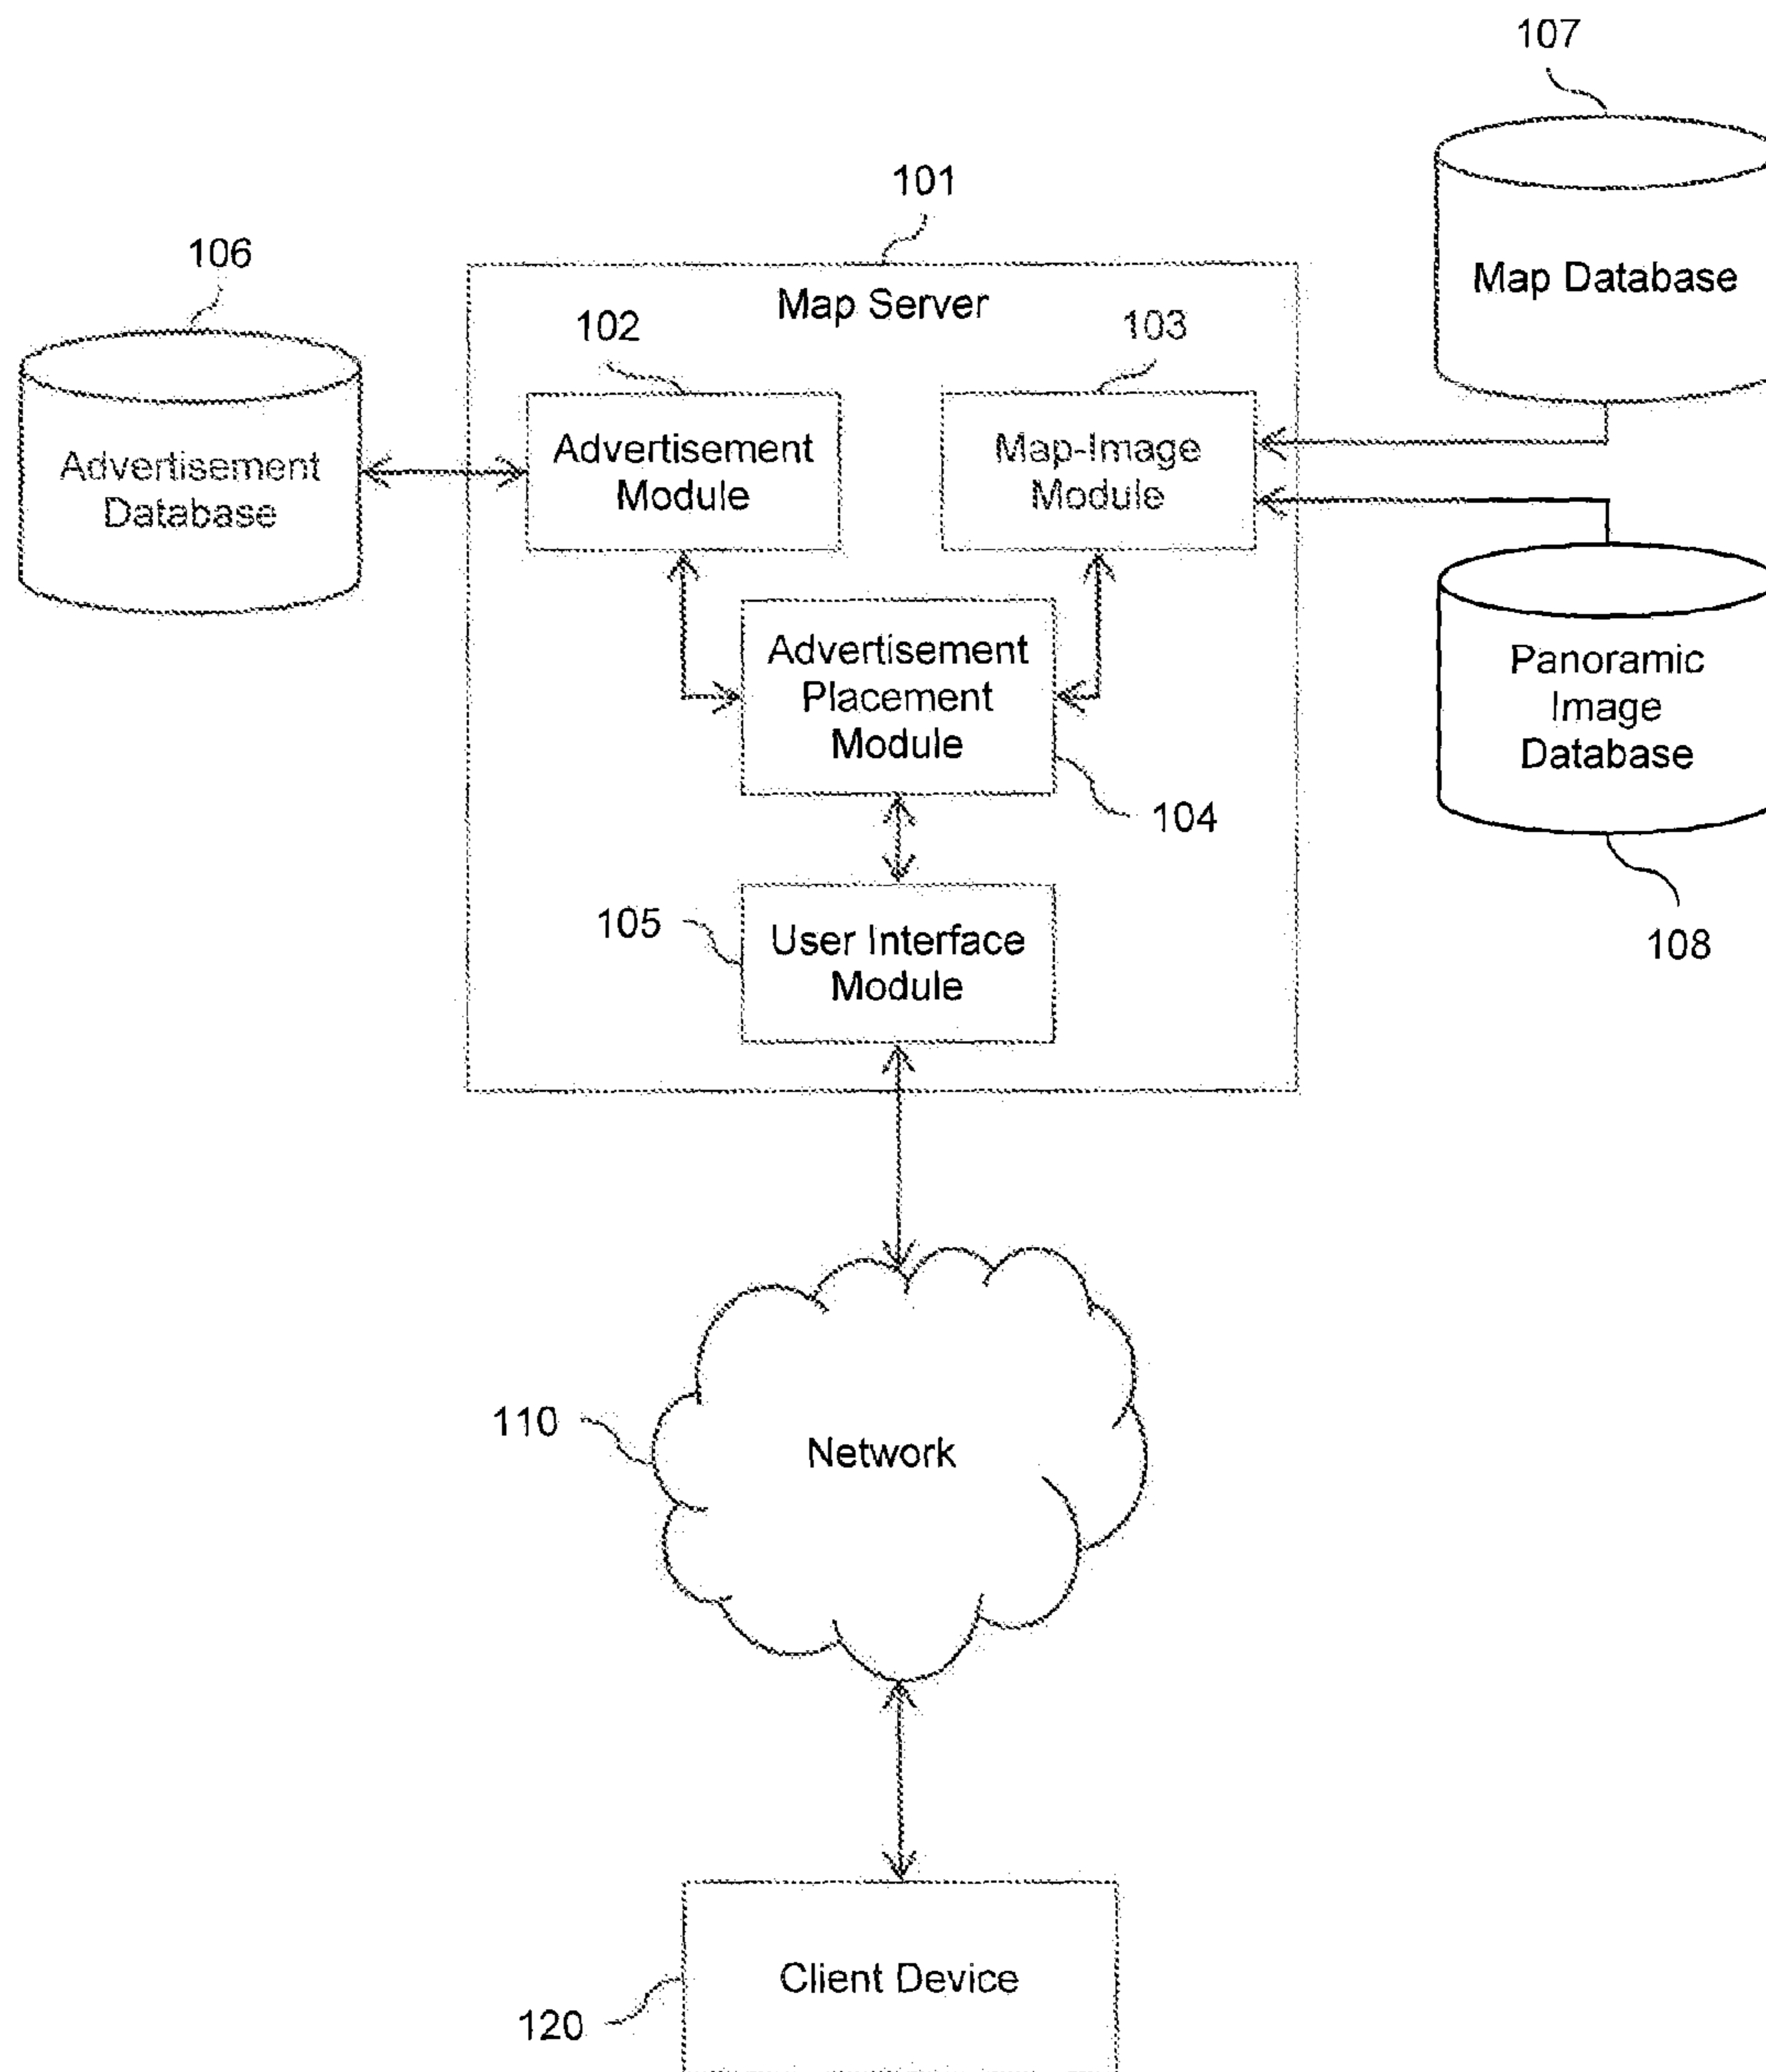 107
101
106
Map Server
Map Database
102
103
Advertisement
Database
Advertisement
Module
Map-Image
Module
Advertisement
Placement
Module
Panoramic
Image
Database
104
105
User Interface
Module
108
110
Network
Client Device
120